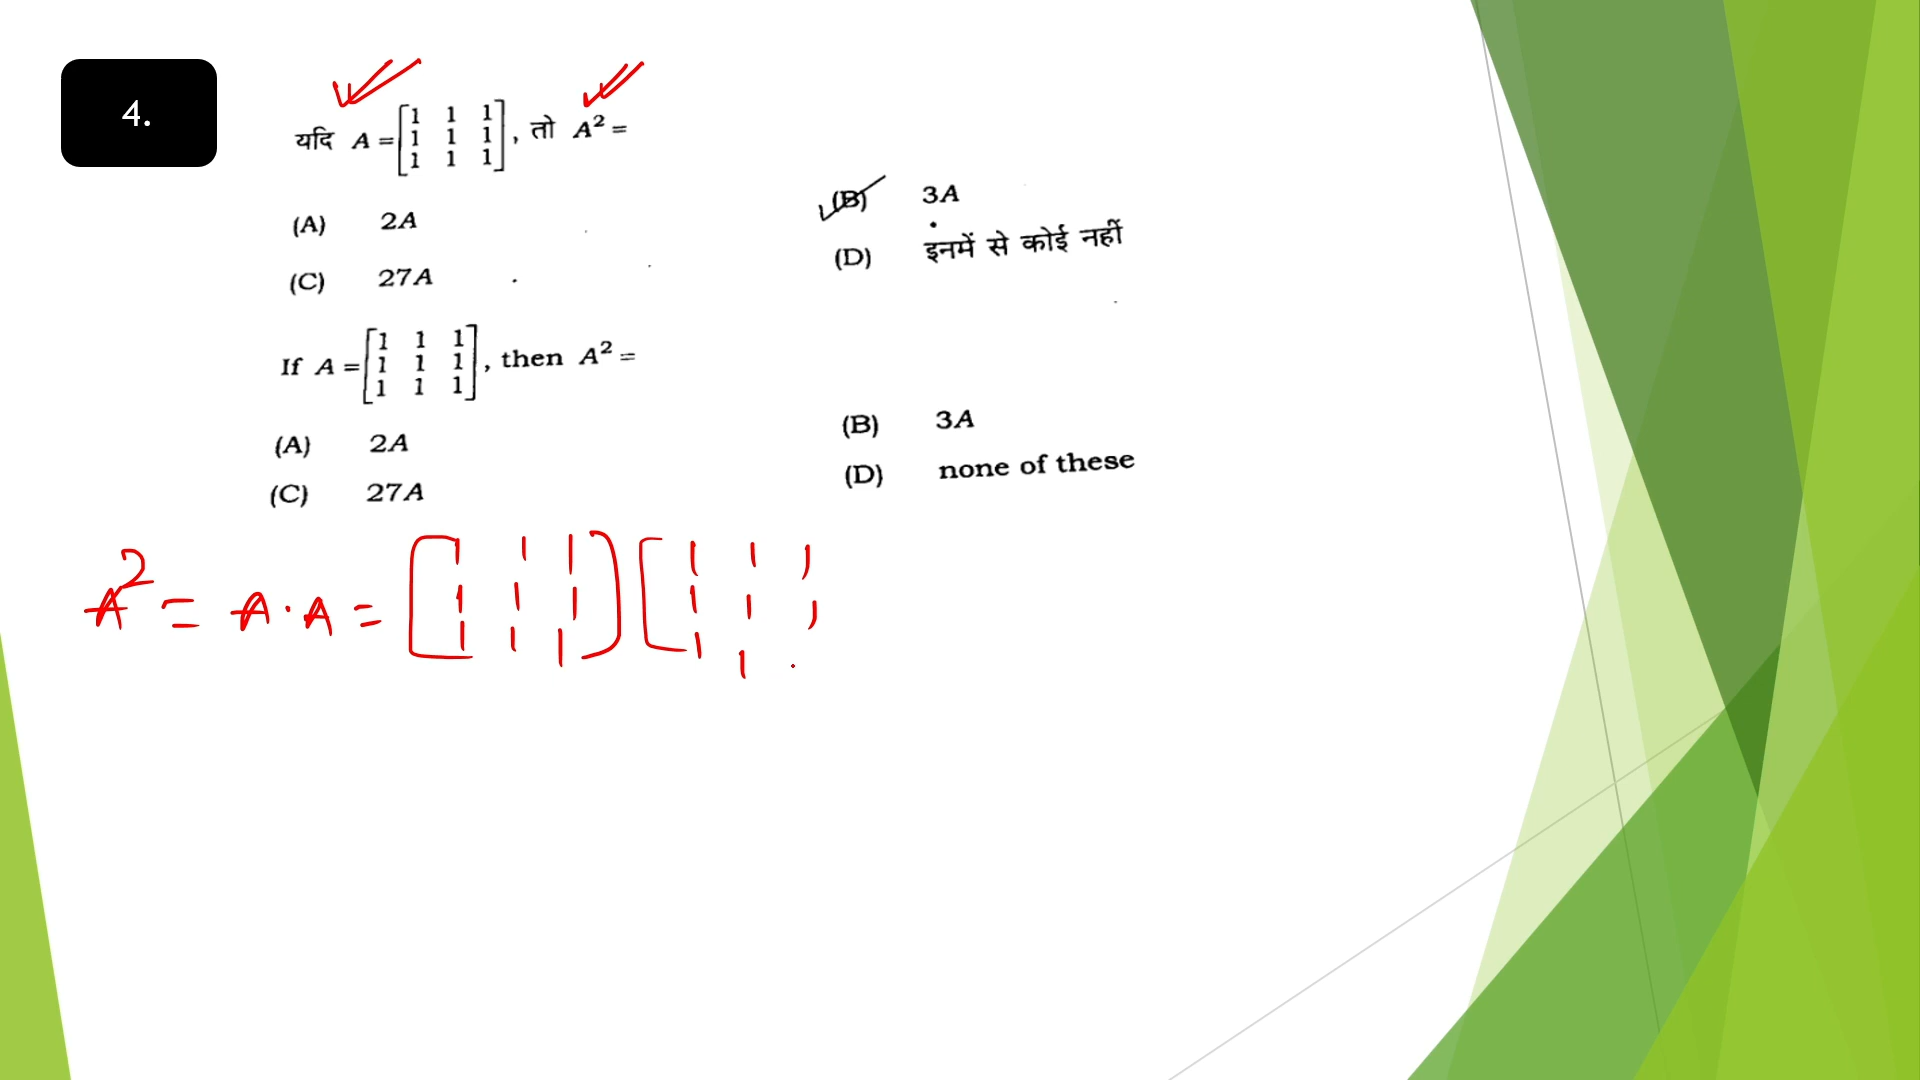 4.
यदि A = [1 1 1
1 1 1
1 1 1], तो A² =
(A) 2A (B) 3A
(C) 27A (D) इनमें से कोई नहीं
If A = [1 1 1
1 1 1
1 1 1], then A² =
(A) 2A (B) 3A
(C) 27A (D) none of these
A² = A·A = [1 1 1
1 1 1
1 1 1] [1 1 1
1 1 1
1 1